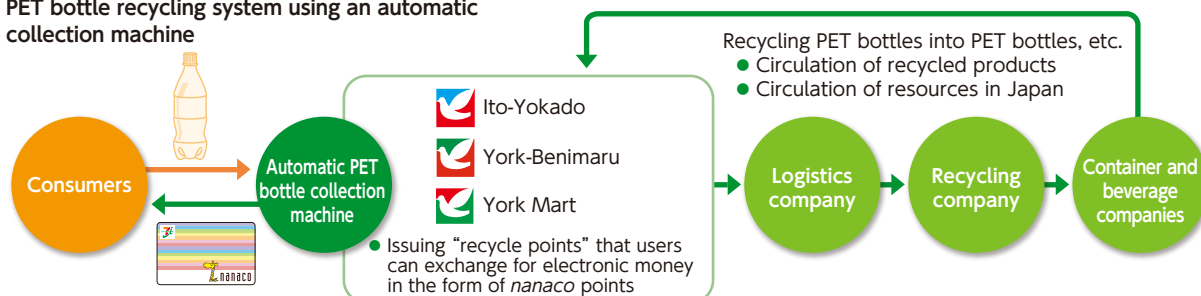 PET bottle recycling system using an automatic
collection machine
Recycling PET bottles into PET bottles, etc.
● Circulation of recycled products
● Circulation of resources in Japan
Consumers
nanaco
Automatic PET
bottle collection
machine
Ito-Yokado
York-Benimaru
York Mart
● Issuing “recycle points” that users
can exchange for electronic money
in the form of nanaco points
Logistics
company
Recycling
company
Container and
beverage
companies